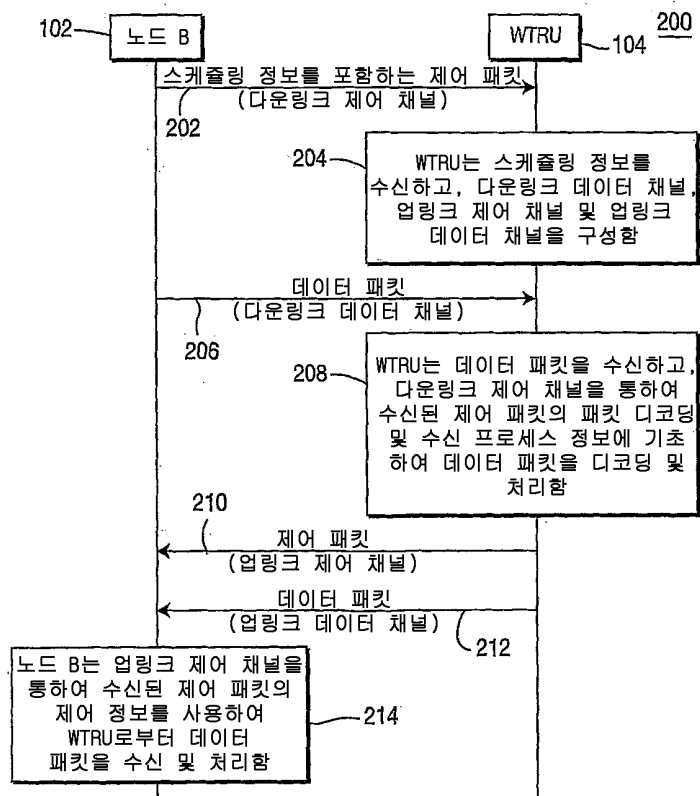 200
102
노드 B
WTRU
104
스케쥴링 정보를 포함하는 제어 패킷
(다운링크 제어 채널)
202
204
WTRU는 스케쥴링 정보를
수신하고, 다운링크 데이터 채널,
업링크 제어 채널 및 업링크
데이터 채널을 구성함
데이터 패킷
(다운링크 데이터 채널)
206
208
WTRU는 데이터 패킷을 수신하고,
다운링크 제어 채널을 통하여
수신된 제어 패킷의 패킷 디코딩
및 수신 프로세스 정보에 기초
하여 데이터 패킷을 디코딩 및
처리함
210
제어 패킷
(업링크 제어 채널)
데이터 패킷
(업링크 데이터 채널)
212
노드 B는 업링크 제어 채널을
통하여 수신된 제어 패킷의
제어 정보를 사용하여
WTRU로부터 데이터
패킷을 수신 및 처리함
214